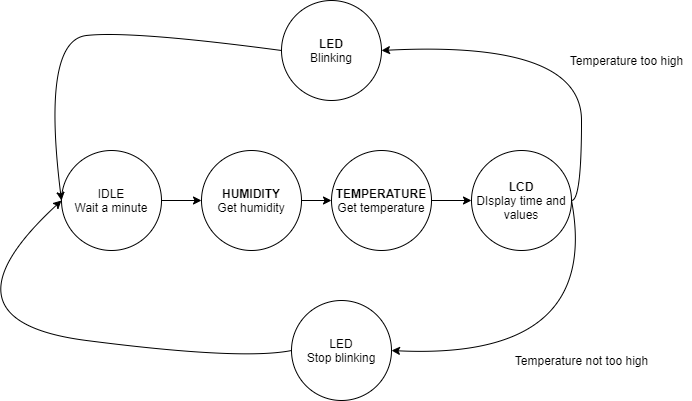 LED
Blinking
Temperature too high
IDLE
Wait a minute
HUMIDITY
Get humidity
TEMPERATURE
Get temperature
LCD
DIsplay time and
values
LED
Stop blinking
Temperature not too high